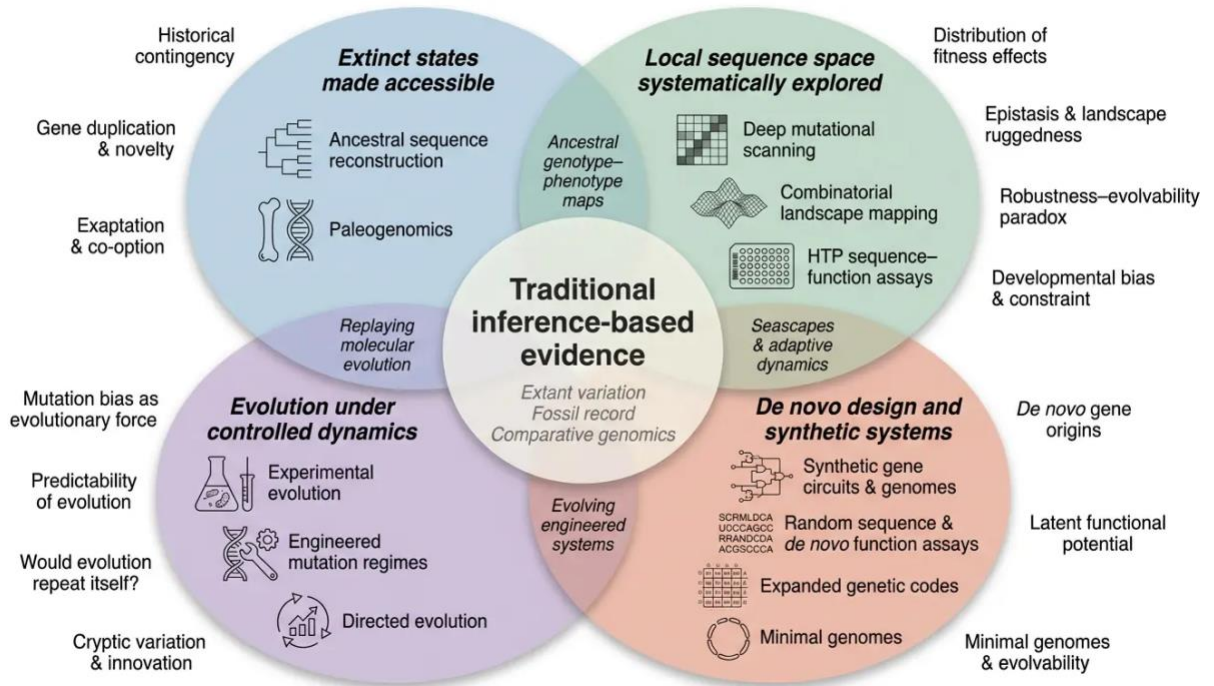 Historical
contingency
Gene duplication
& novelty
Exaptation
& co-option
Extinct states
made accessible
Ancestral sequence
reconstruction
Paleogenomics
Ancestral
genotype–
phenotype
maps
Local sequence space
systematically explored
Deep mutational
scanning
Combinatorial
landscape mapping
HTP sequence–
function assays
Distribution of
fitness effects
Epistasis & landscape
ruggedness
Robustness–evolvability
paradox
Developmental bias
& constraint
Replaying
molecular
evolution
Traditional
inference-based
evidence
Extant variation
Fossil record
Comparative genomics
Seascapes
& adaptive
dynamics
Mutation bias as
evolutionary force
Predictability
of evolution
Would evolution
repeat itself?
Cryptic variation
& innovation
Evolution under
controlled dynamics
Experimental
evolution
Engineered
mutation regimes
Directed evolution
Evolving
engineered
systems
De novo design and
synthetic systems
Synthetic gene
circuits & genomes
SCRMLDCA
UDCCAGCC
RRANDCDA
ACGSCCCA
Random sequence &
de novo function assays
Expanded genetic codes
Minimal genomes
De novo gene
origins
Latent functional
potential
Minimal genomes
& evolvability